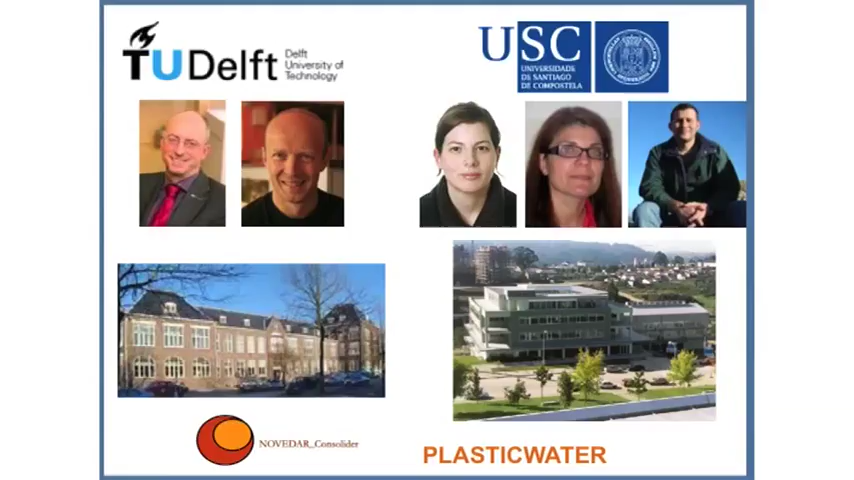 TUDelft
Delft
University of
Technology
USC
UNIVERSIDADE
DE SANTIAGO
DE COMPOSTELA
NOVEDAR_Consolider
PLASTICWATER